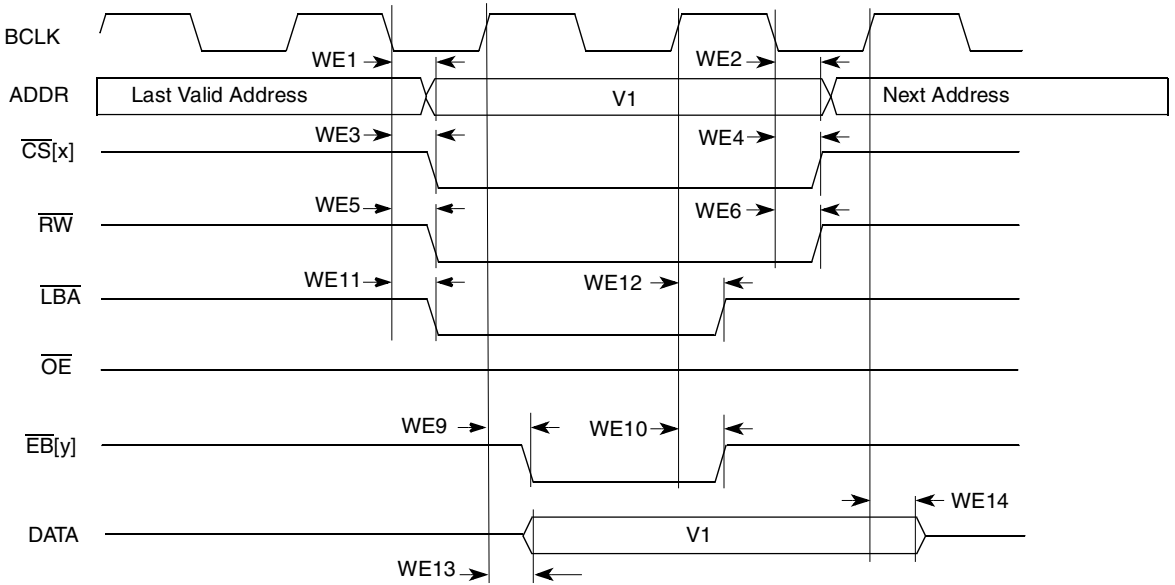 BCLK
WE1 WE2
ADDR Last Valid Address V1 Next Address
WE3 WE4
CS[x]
WE5 WE6
RW
WE11 WE12
LBA
OE
WE9 WE10
EB[y]
WE14
DATA V1
WE13